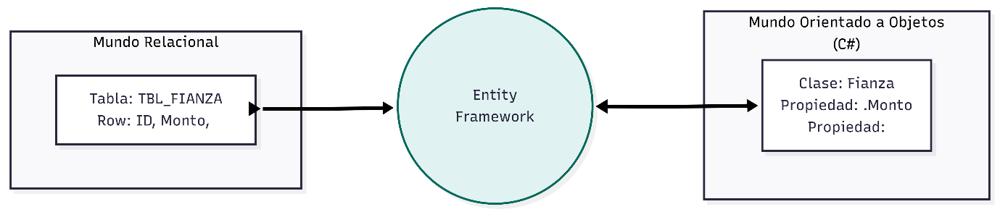 Mundo Relacional
Tabla: TBL_FIANZA
Row: ID, Monto,
Entity
Framework
Mundo Orientado a Objetos
(C#)
Clase: Fianza
Propiedad: .Monto
Propiedad: